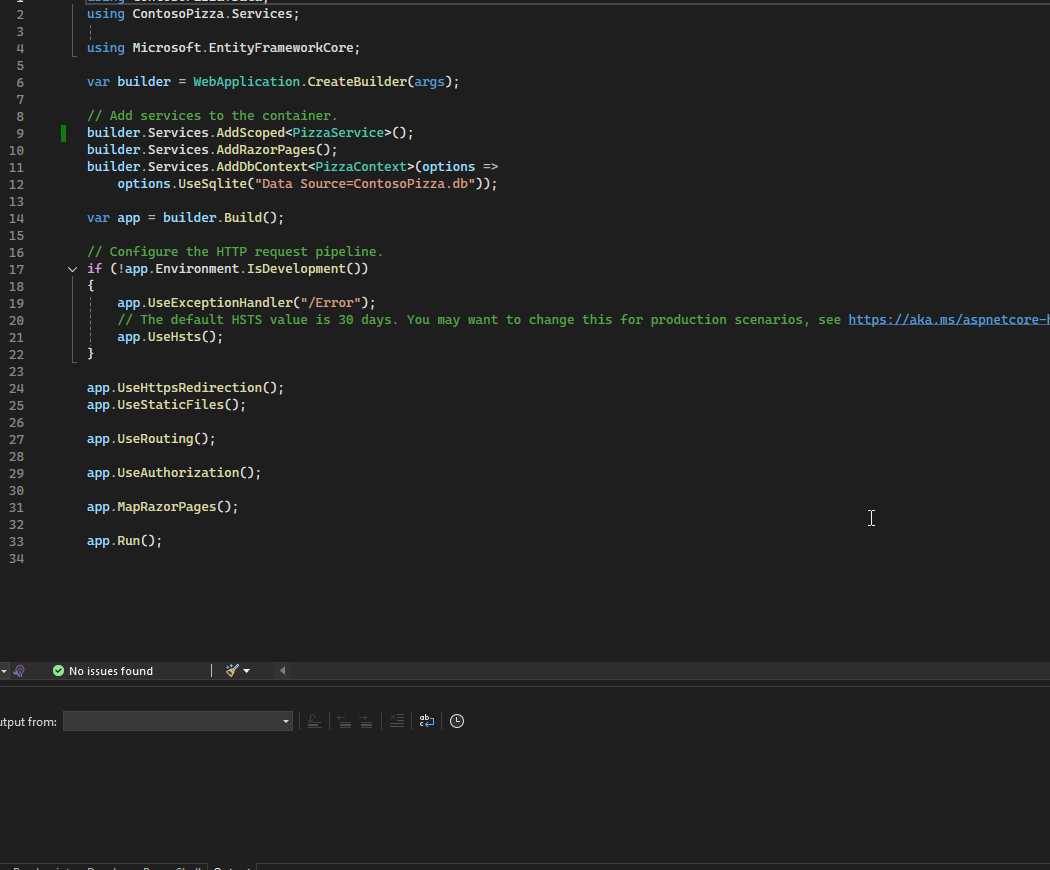 2 using ContosoPizza.Services;
3
4 using Microsoft.EntityFrameworkCore;
5
6 var builder = WebApplication.CreateBuilder(args);
7
8 // Add services to the container.
9 builder.Services.AddScoped<PizzaService>();
10 builder.Services.AddRazorPages();
11 builder.Services.AddDbContext<PizzaContext>(options =>
12 options.UseSqlite("Data Source=ContosoPizza.db"));
13
14 var app = builder.Build();
15
16 // Configure the HTTP request pipeline.
17 if (!app.Environment.IsDevelopment())
18 {
19 app.UseExceptionHandler("/Error");
20 // The default HSTS value is 30 days. You may want to change this for production scenarios, see https://aka.ms/aspnetcore-h
21 app.UseHsts();
22 }
23
24 app.UseHttpsRedirection();
25 app.UseStaticFiles();
26
27 app.UseRouting();
28
29 app.UseAuthorization();
30
31 app.MapRazorPages();
32
33 app.Run();
34
No issues found
utput from: